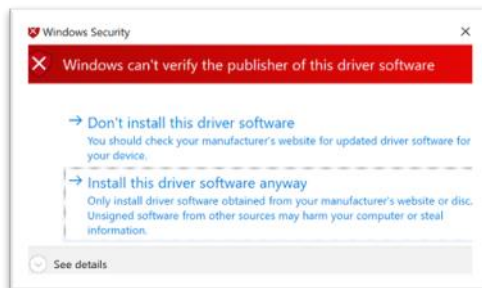 Windows Security
Windows can't verify the publisher of this driver software
Don't install this driver software
You should check your manufacturer's website for updated driver software for
your device.
Install this driver software anyway
Only install driver software obtained from your manufacturer's website or disc.
Unsigned software from other sources may harm your computer or steal
information.
See details